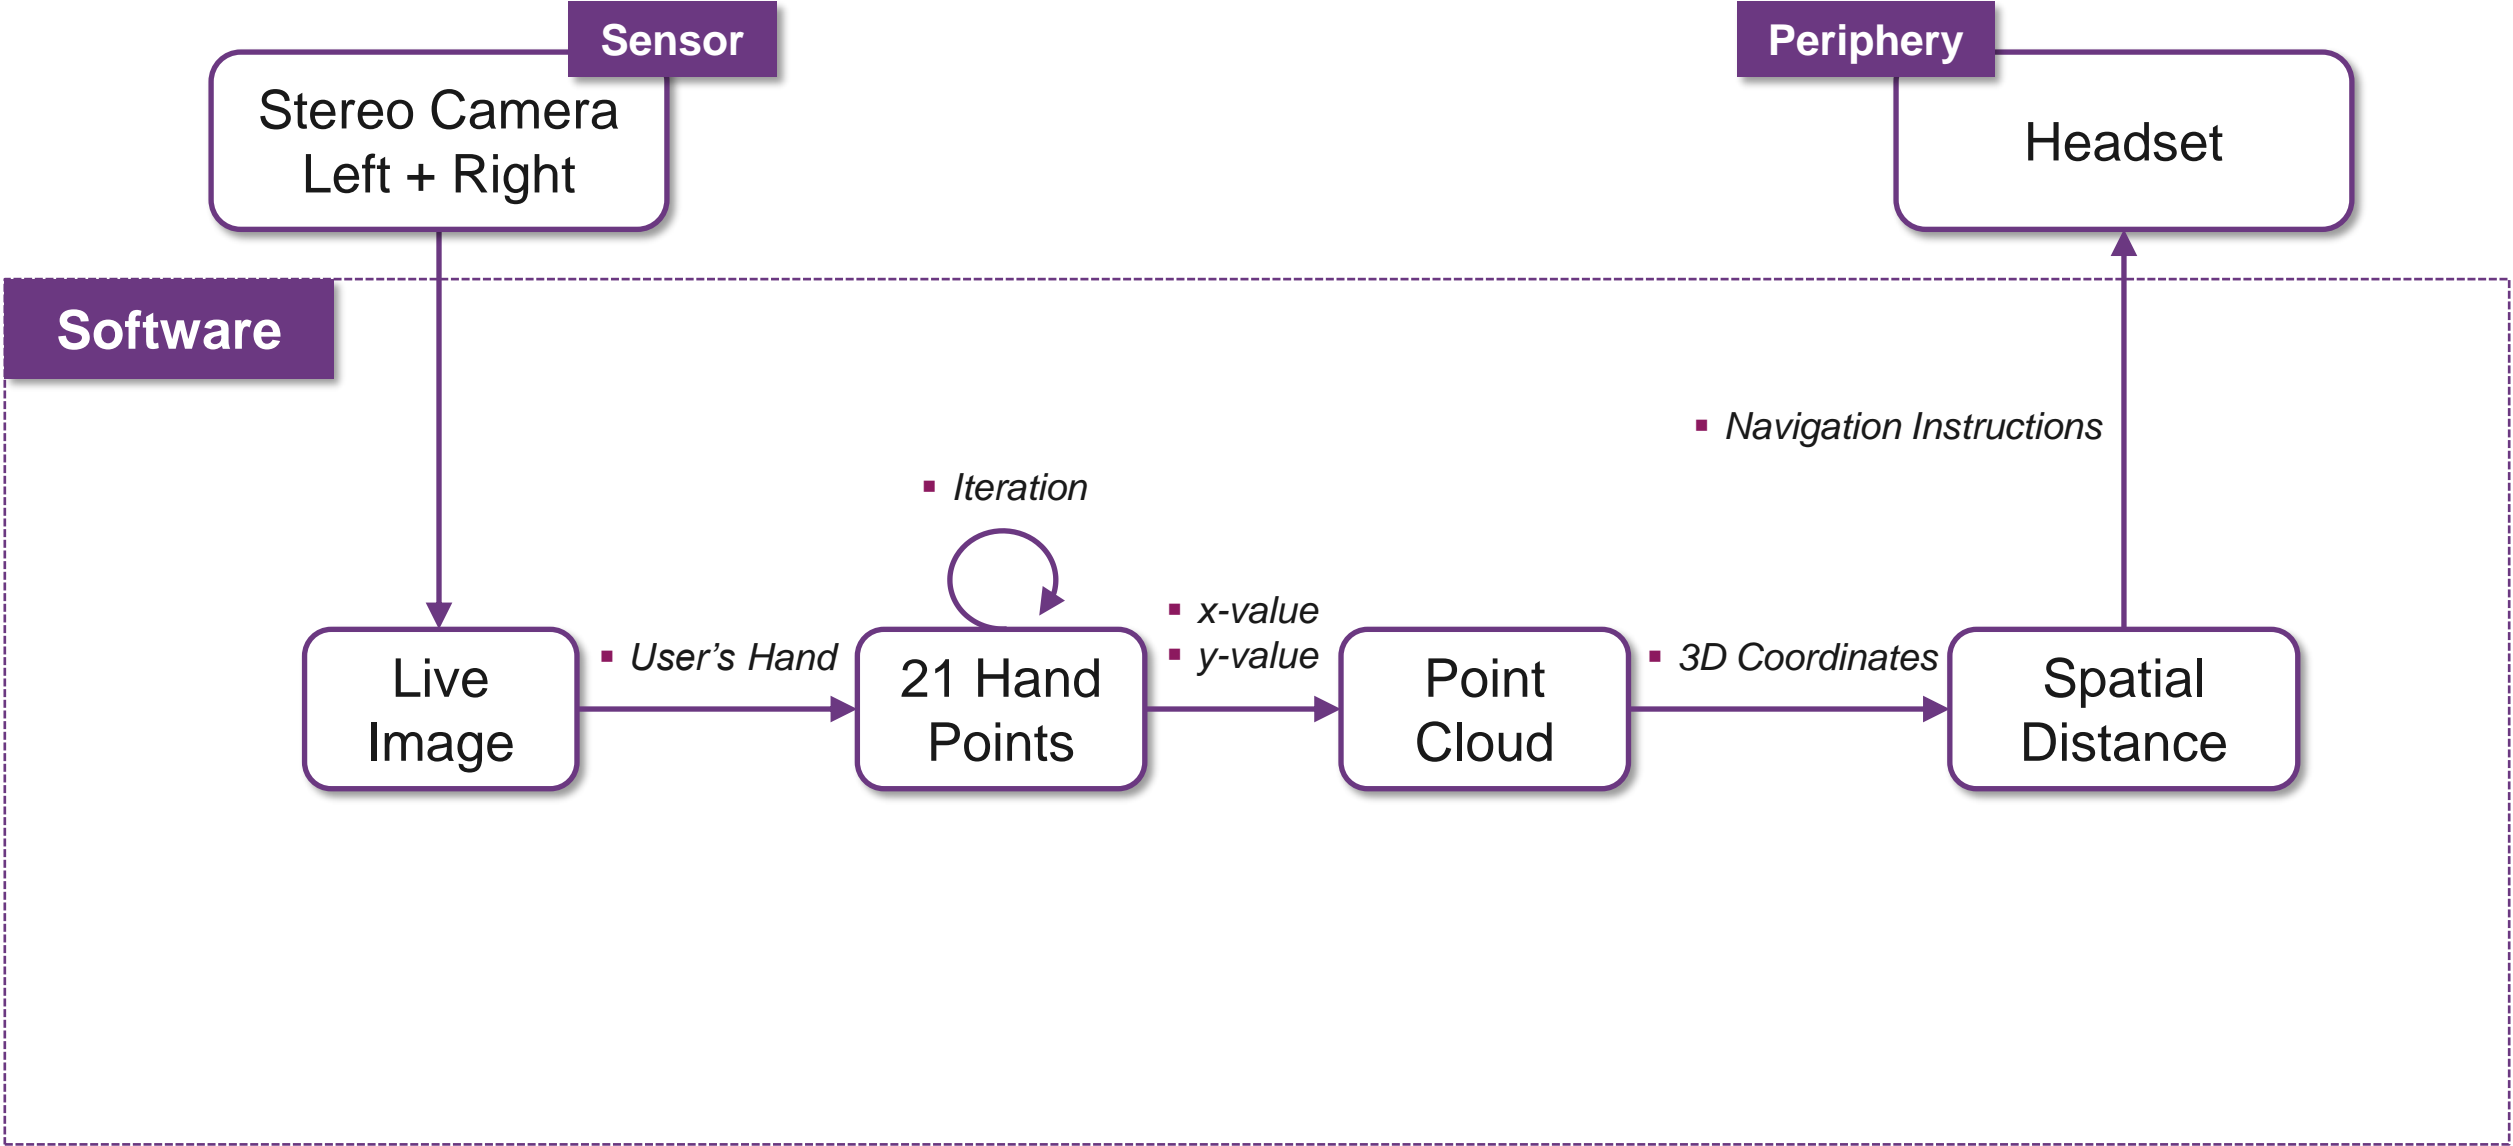 Sensor
Stereo Camera
Left + Right
Periphery
Headset
Software
▪ Navigation Instructions
▪ Iteration
▪ x-value
▪ y-value
▪ User’s Hand
▪ 3D Coordinates
Live
Image
21 Hand
Points
Point
Cloud
Spatial
Distance